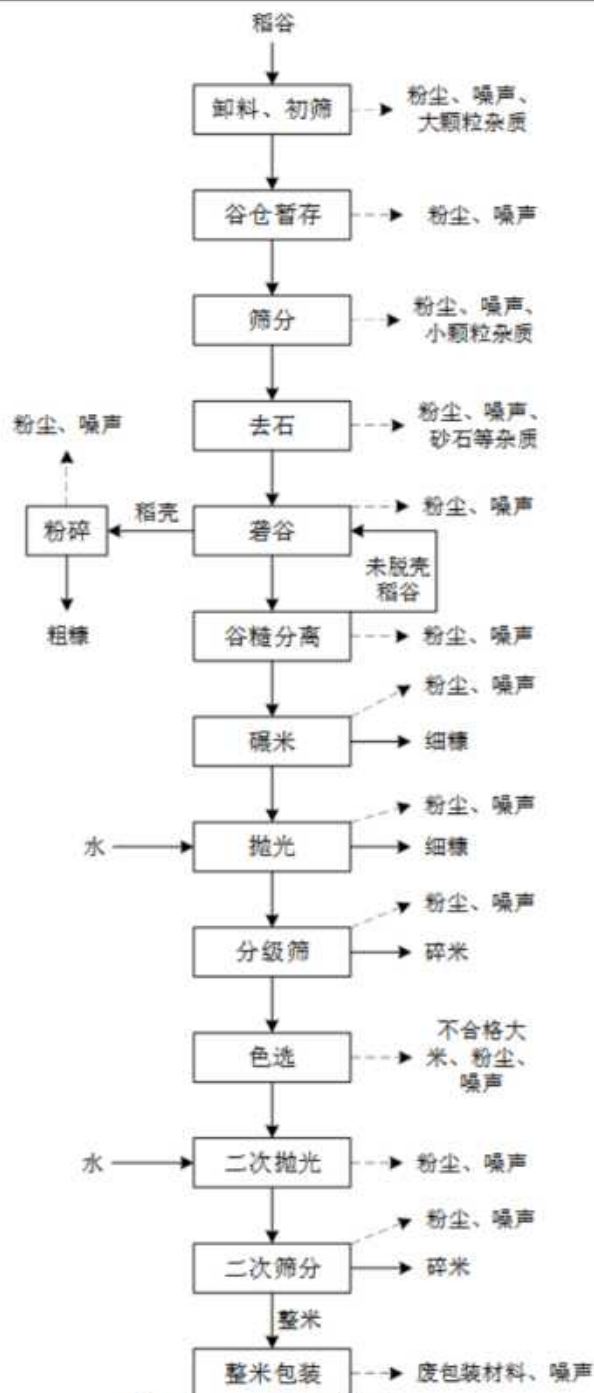 稻谷
卸料、初筛
粉尘、噪声、
大颗粒杂质
谷仓暂存
粉尘、噪声
筛分
粉尘、噪声、
小颗粒杂质
去石
粉尘、噪声、
砂石等杂质
粉尘、噪声
粉碎
稻壳
砻谷
粉尘、噪声
未脱壳
稻谷
粗糠
谷糙分离
粉尘、噪声
粉尘、噪声
碾米
细糠
粉尘、噪声
水
抛光
细糠
粉尘、噪声
分级筛
碎米
色选
不合格大
米、粉尘、
噪声
水
二次抛光
粉尘、噪声
粉尘、噪声
二次筛分
碎米
整米
整米包装
废包装材料、噪声